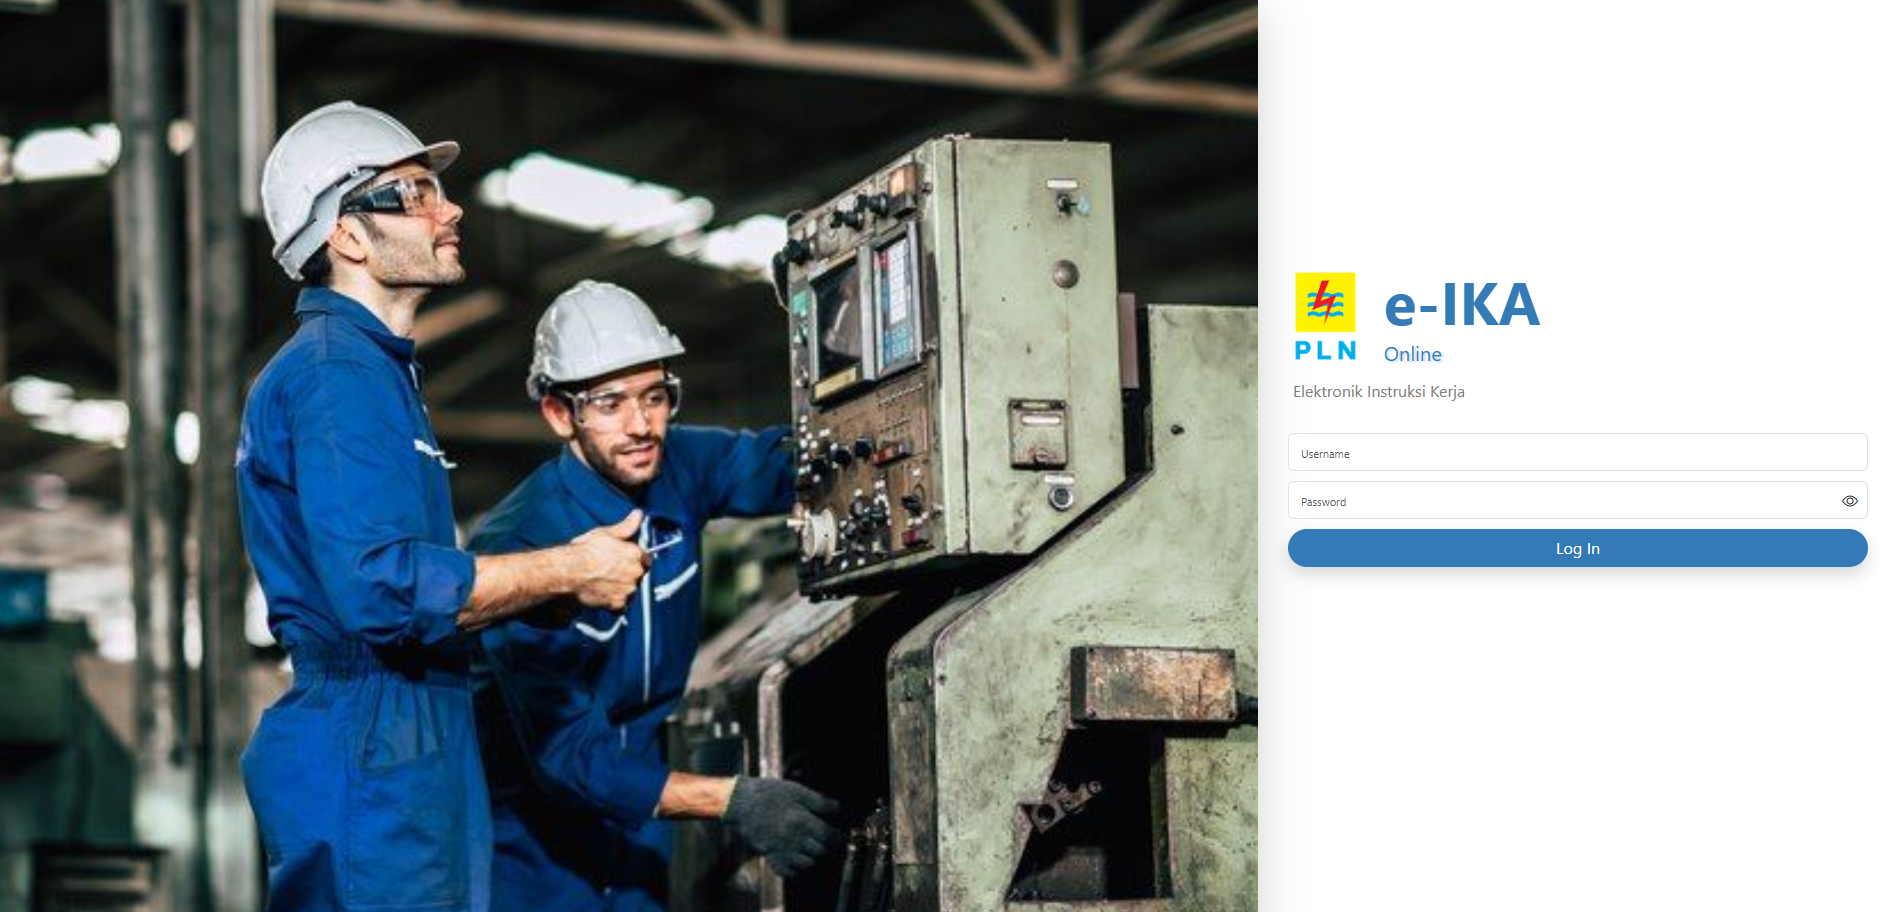 PLN
e-IKA
Online
Elektronik Instruksi Kerja
Username
Password
Log In